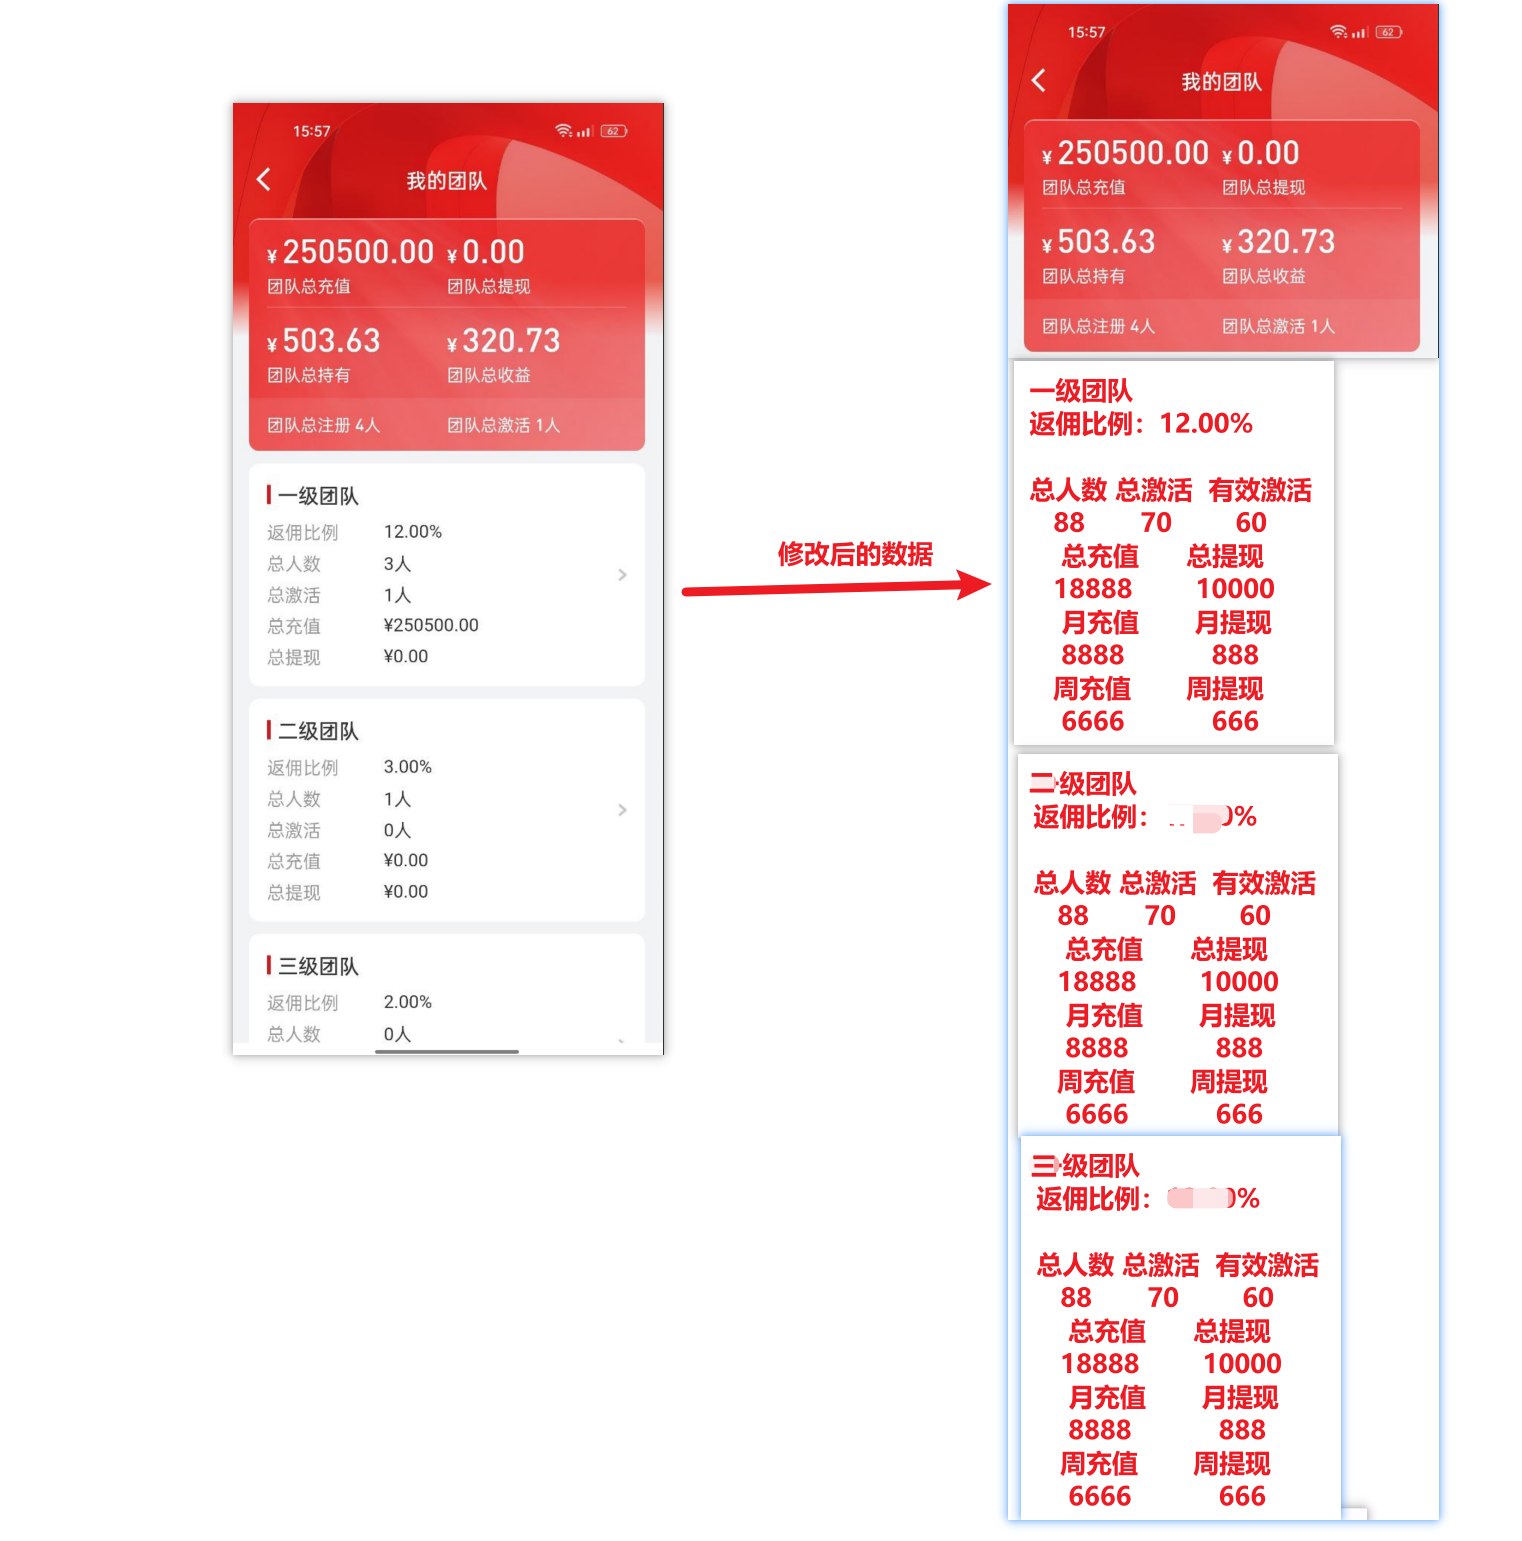 15:57
62
我的团队
¥ 250500.00 ¥ 0.00
团队总充值 团队总提现
¥ 503.63 ¥ 320.73
团队总持有 团队总收益
团队总注册 4人 团队总激活 1人
一级团队
返佣比例 12.00%
总人数 3人
总激活 1人
总充值 ¥250500.00
总提现 ¥0.00
二级团队
返佣比例 3.00%
总人数 1人
总激活 0人
总充值 ¥0.00
总提现 ¥0.00
三级团队
返佣比例 2.00%
总人数 0人
修改后的数据
15:57
62
我的团队
¥ 250500.00 ¥ 0.00
团队总充值 团队总提现
¥ 503.63 ¥ 320.73
团队总持有 团队总收益
团队总注册 4人 团队总激活 1人
一级团队
返佣比例：12.00%
总人数 总激活 有效激活
88 70 60
总充值 总提现
18888 10000
月充值 月提现
8888 888
周充值 周提现
6666 666
二级团队
返佣比例： 0%
总人数 总激活 有效激活
88 70 60
总充值 总提现
18888 10000
月充值 月提现
8888 888
周充值 周提现
6666 666
三级团队
返佣比例： 0%
总人数 总激活 有效激活
88 70 60
总充值 总提现
18888 10000
月充值 月提现
8888 888
周充值 周提现
6666 666